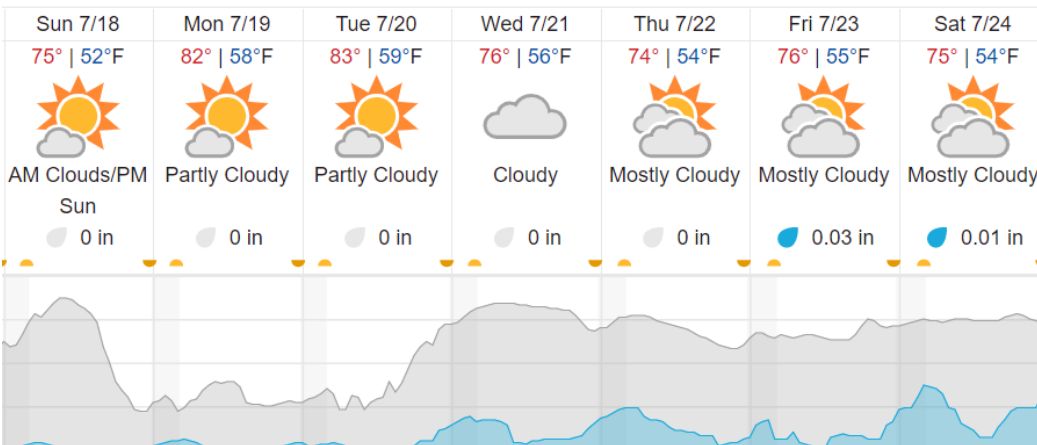 Sun 7/18 Mon 7/19 Tue 7/20 Wed 7/21 Thu 7/22 Fri 7/23 Sat 7/24
75° | 52°F 82° | 58°F 83° | 59°F 76° | 56°F 74° | 54°F 76° | 55°F 75° | 54°F
AM Clouds/PM Partly Cloudy Partly Cloudy Cloudy Mostly Cloudy Mostly Cloudy Mostly Cloudy
Sun
0 in 0 in 0 in 0 in 0 in 0.03 in 0.01 in